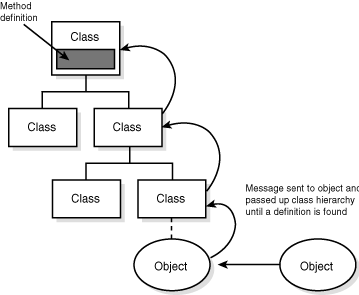 Method
definition
Class
Class
Class
Class
Class
Message sent to object and
passed up class hierarchy
until a definition is found
Object
Object